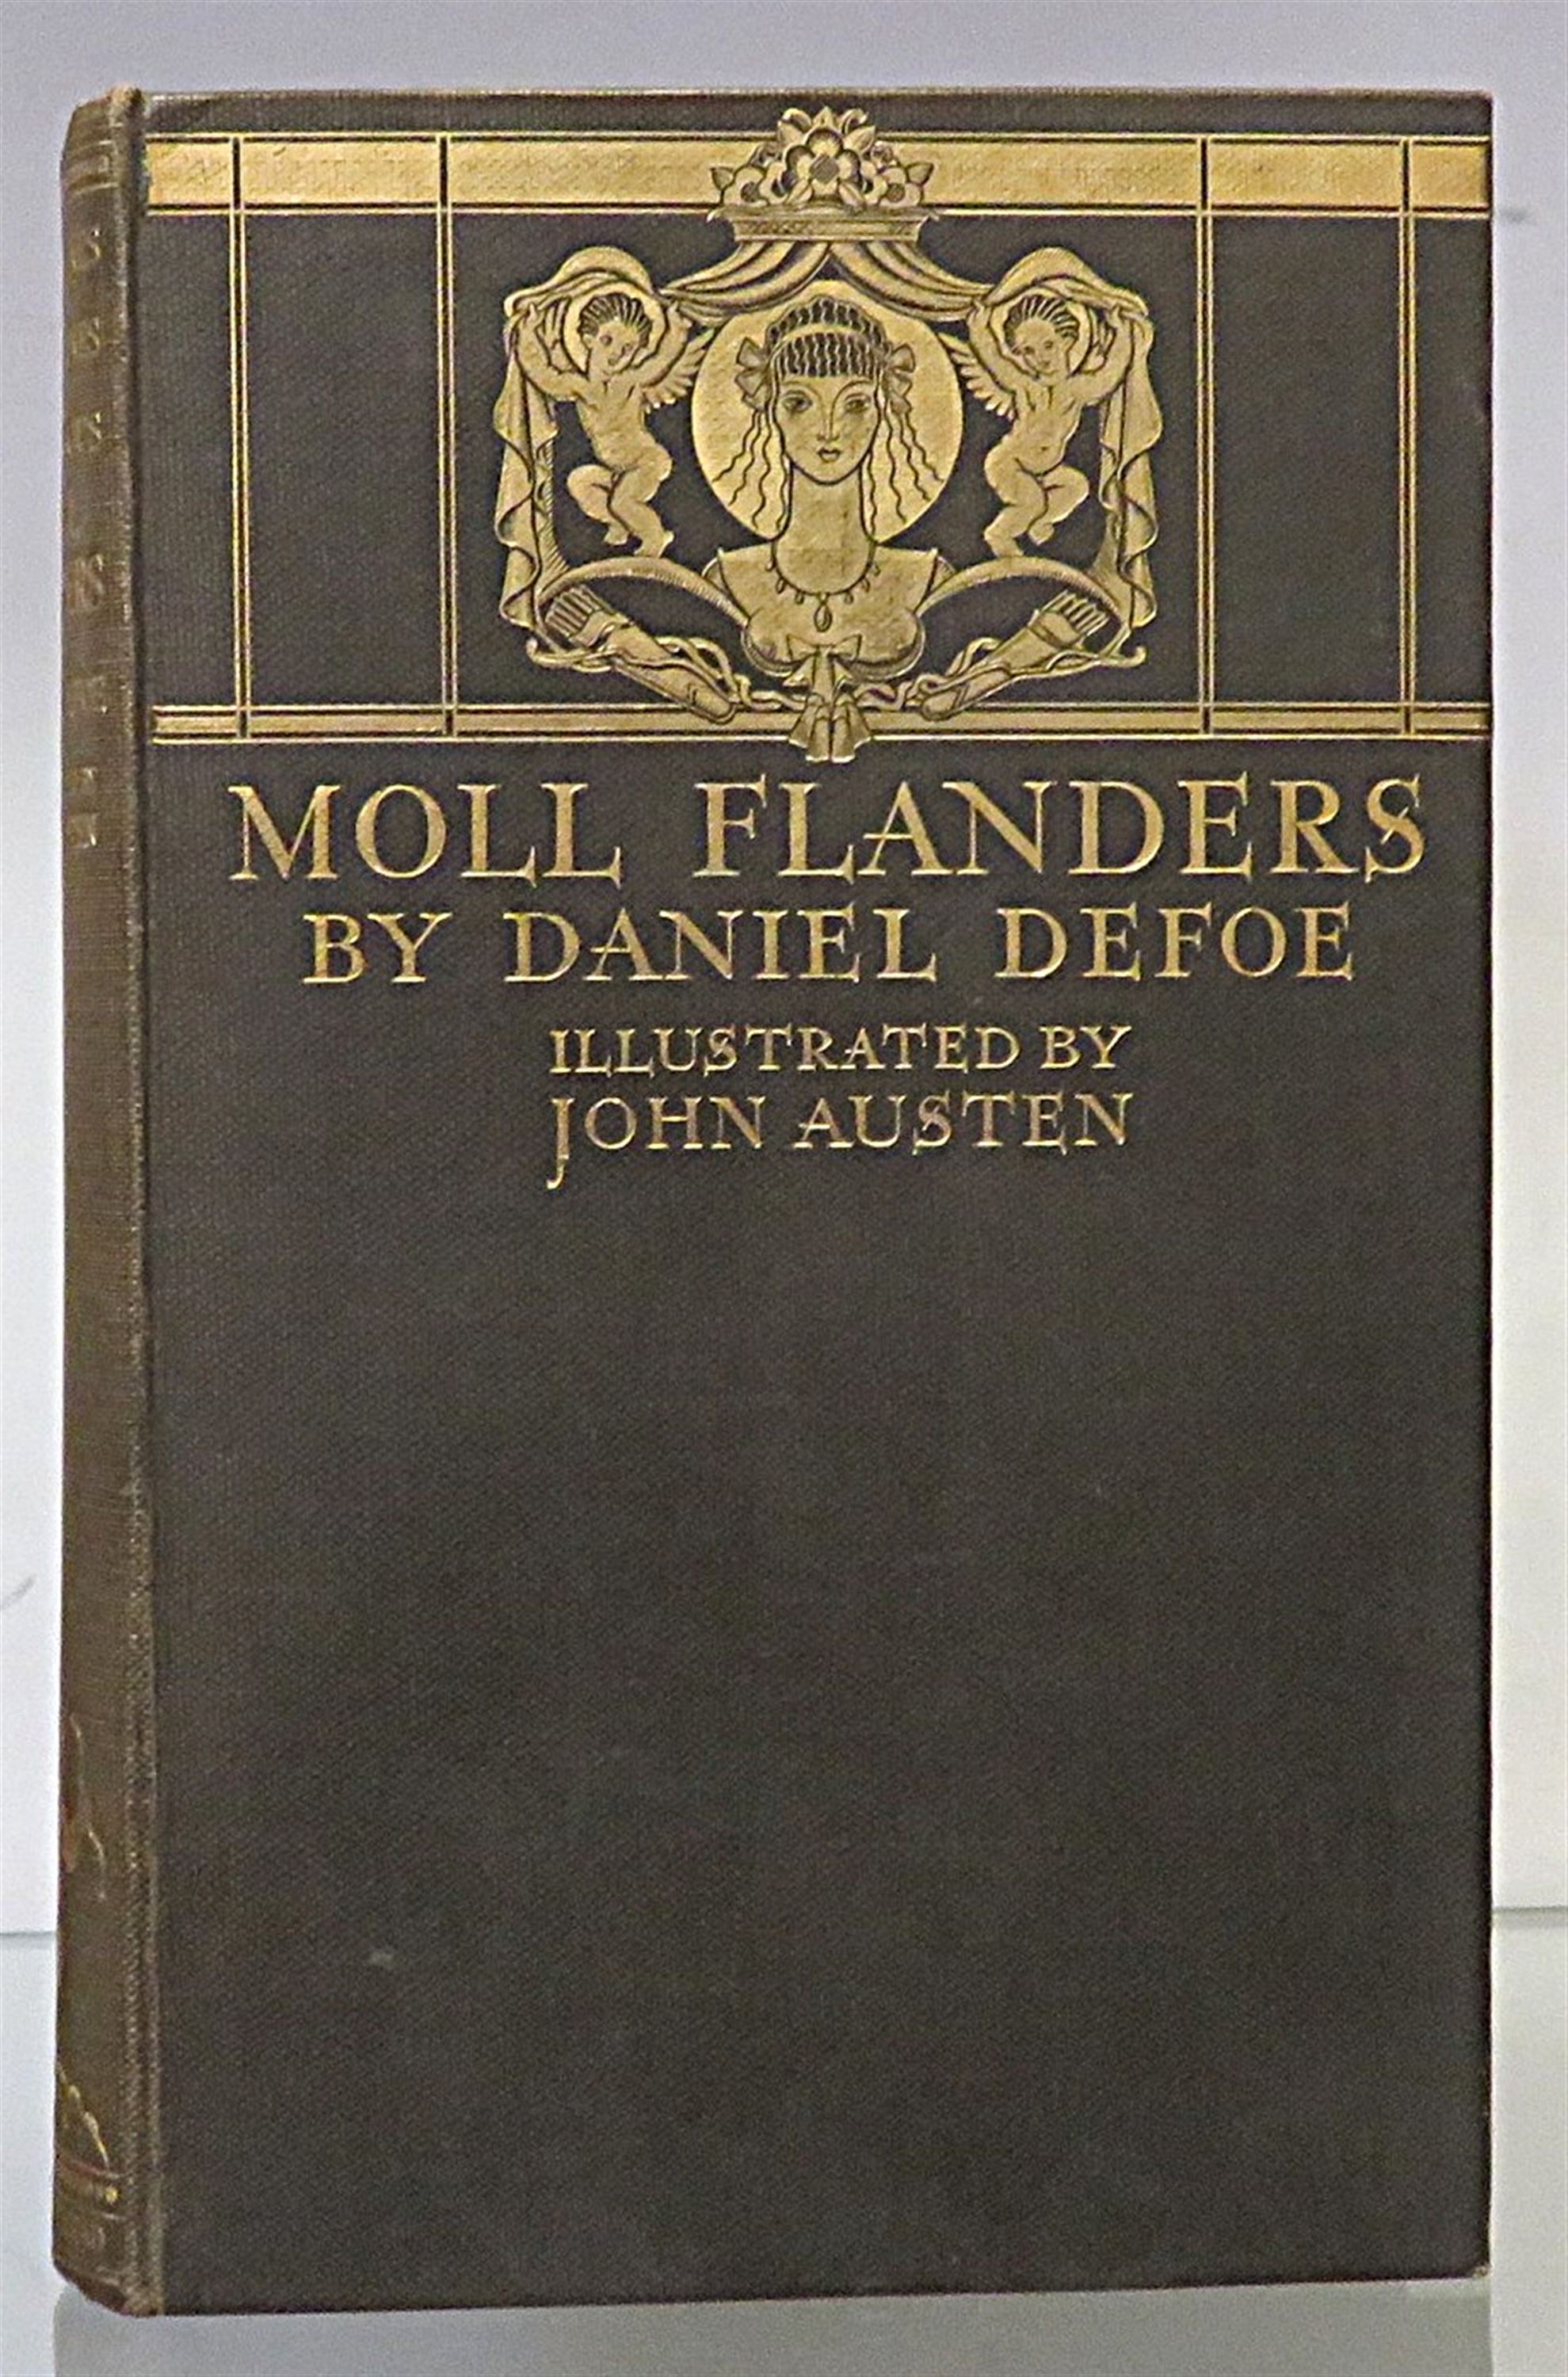 MOLL FLANDERS
BY DANIEL DEFOE
ILLUSTRATED BY
JOHN AUSTEN